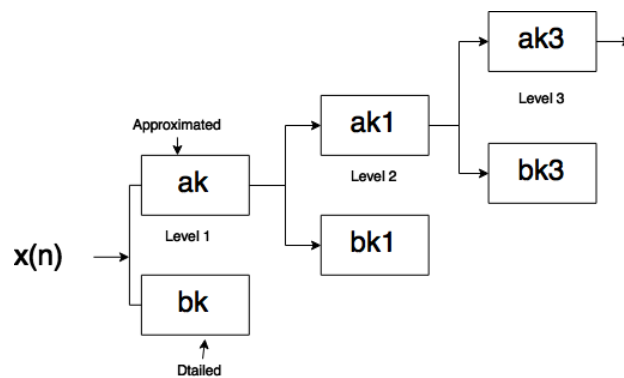 ak3
Level 3
Approximated
ak1
bk3
Level 2
ak
Level 1
bk1
x(n)
bk
Dtailed